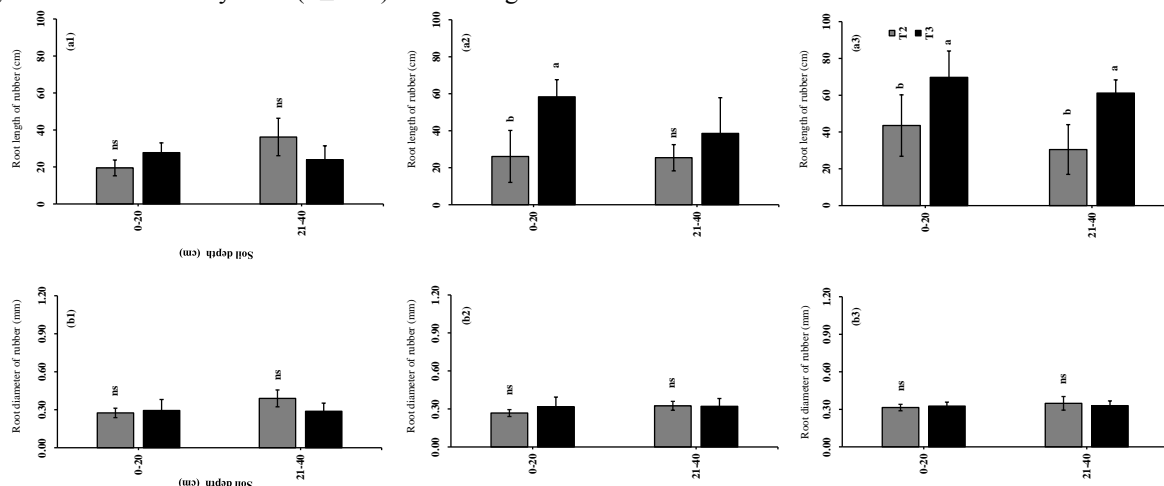 (a1)
Root length of rubber (cm)
0
20
40
60
80
100
ns
ns
0-20
21-40
Soil depth (cm)
(a2)
Root length of rubber (cm)
0
20
40
60
80
100
b
a
ns
0-20
21-40
(a3)
T2
T3
Root length of rubber (cm)
0
20
40
60
80
100
b
a
b
a
0-20
21-40
(b1)
Root diameter of rubber (mm)
0.00
0.30
0.60
0.90
1.20
ns
ns
0-20
21-40
Soil depth (cm)
(b2)
Root diameter of rubber (mm)
0.00
0.30
0.60
0.90
1.20
ns
ns
0-20
21-40
(b3)
Root diameter of rubber (mm)
0.00
0.30
0.60
0.90
1.20
ns
ns
0-20
21-40